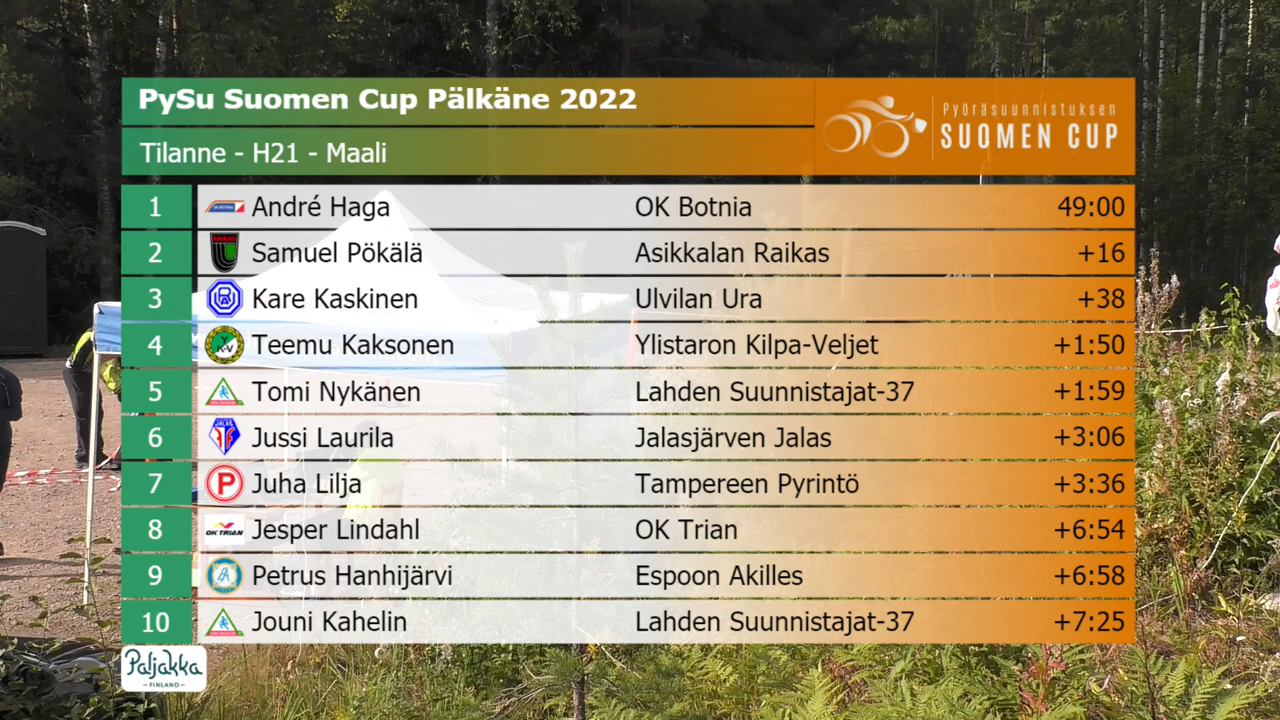 PySu Suomen Cup Pälkäne 2022
Pyöräsuunnistuksen
SUOMEN CUP
Tilanne - H21 - Maali
1 André Haga OK Botnia 49:00
2 RAIKAS Samuel Pökälä Asikkalan Raikas +16
3 Kare Kaskinen Ulvilan Ura +38
4 Y K-V Teemu Kaksonen Ylistaron Kilpa-Veljet +1:50
5 Tomi Nykänen Lahden Suunnistajat-37 +1:59
6 JALAS Jussi Laurila Jalasjärven Jalas +3:06
7 P Juha Lilja Tampereen Pyrintö +3:36
8 OK TRIAN Jesper Lindahl OK Trian +6:54
9 Petrus Hanhijärvi Espoon Akilles +6:58
10 Jouni Kahelin Lahden Suunnistajat-37 +7:25
Paljakka
FINLAND